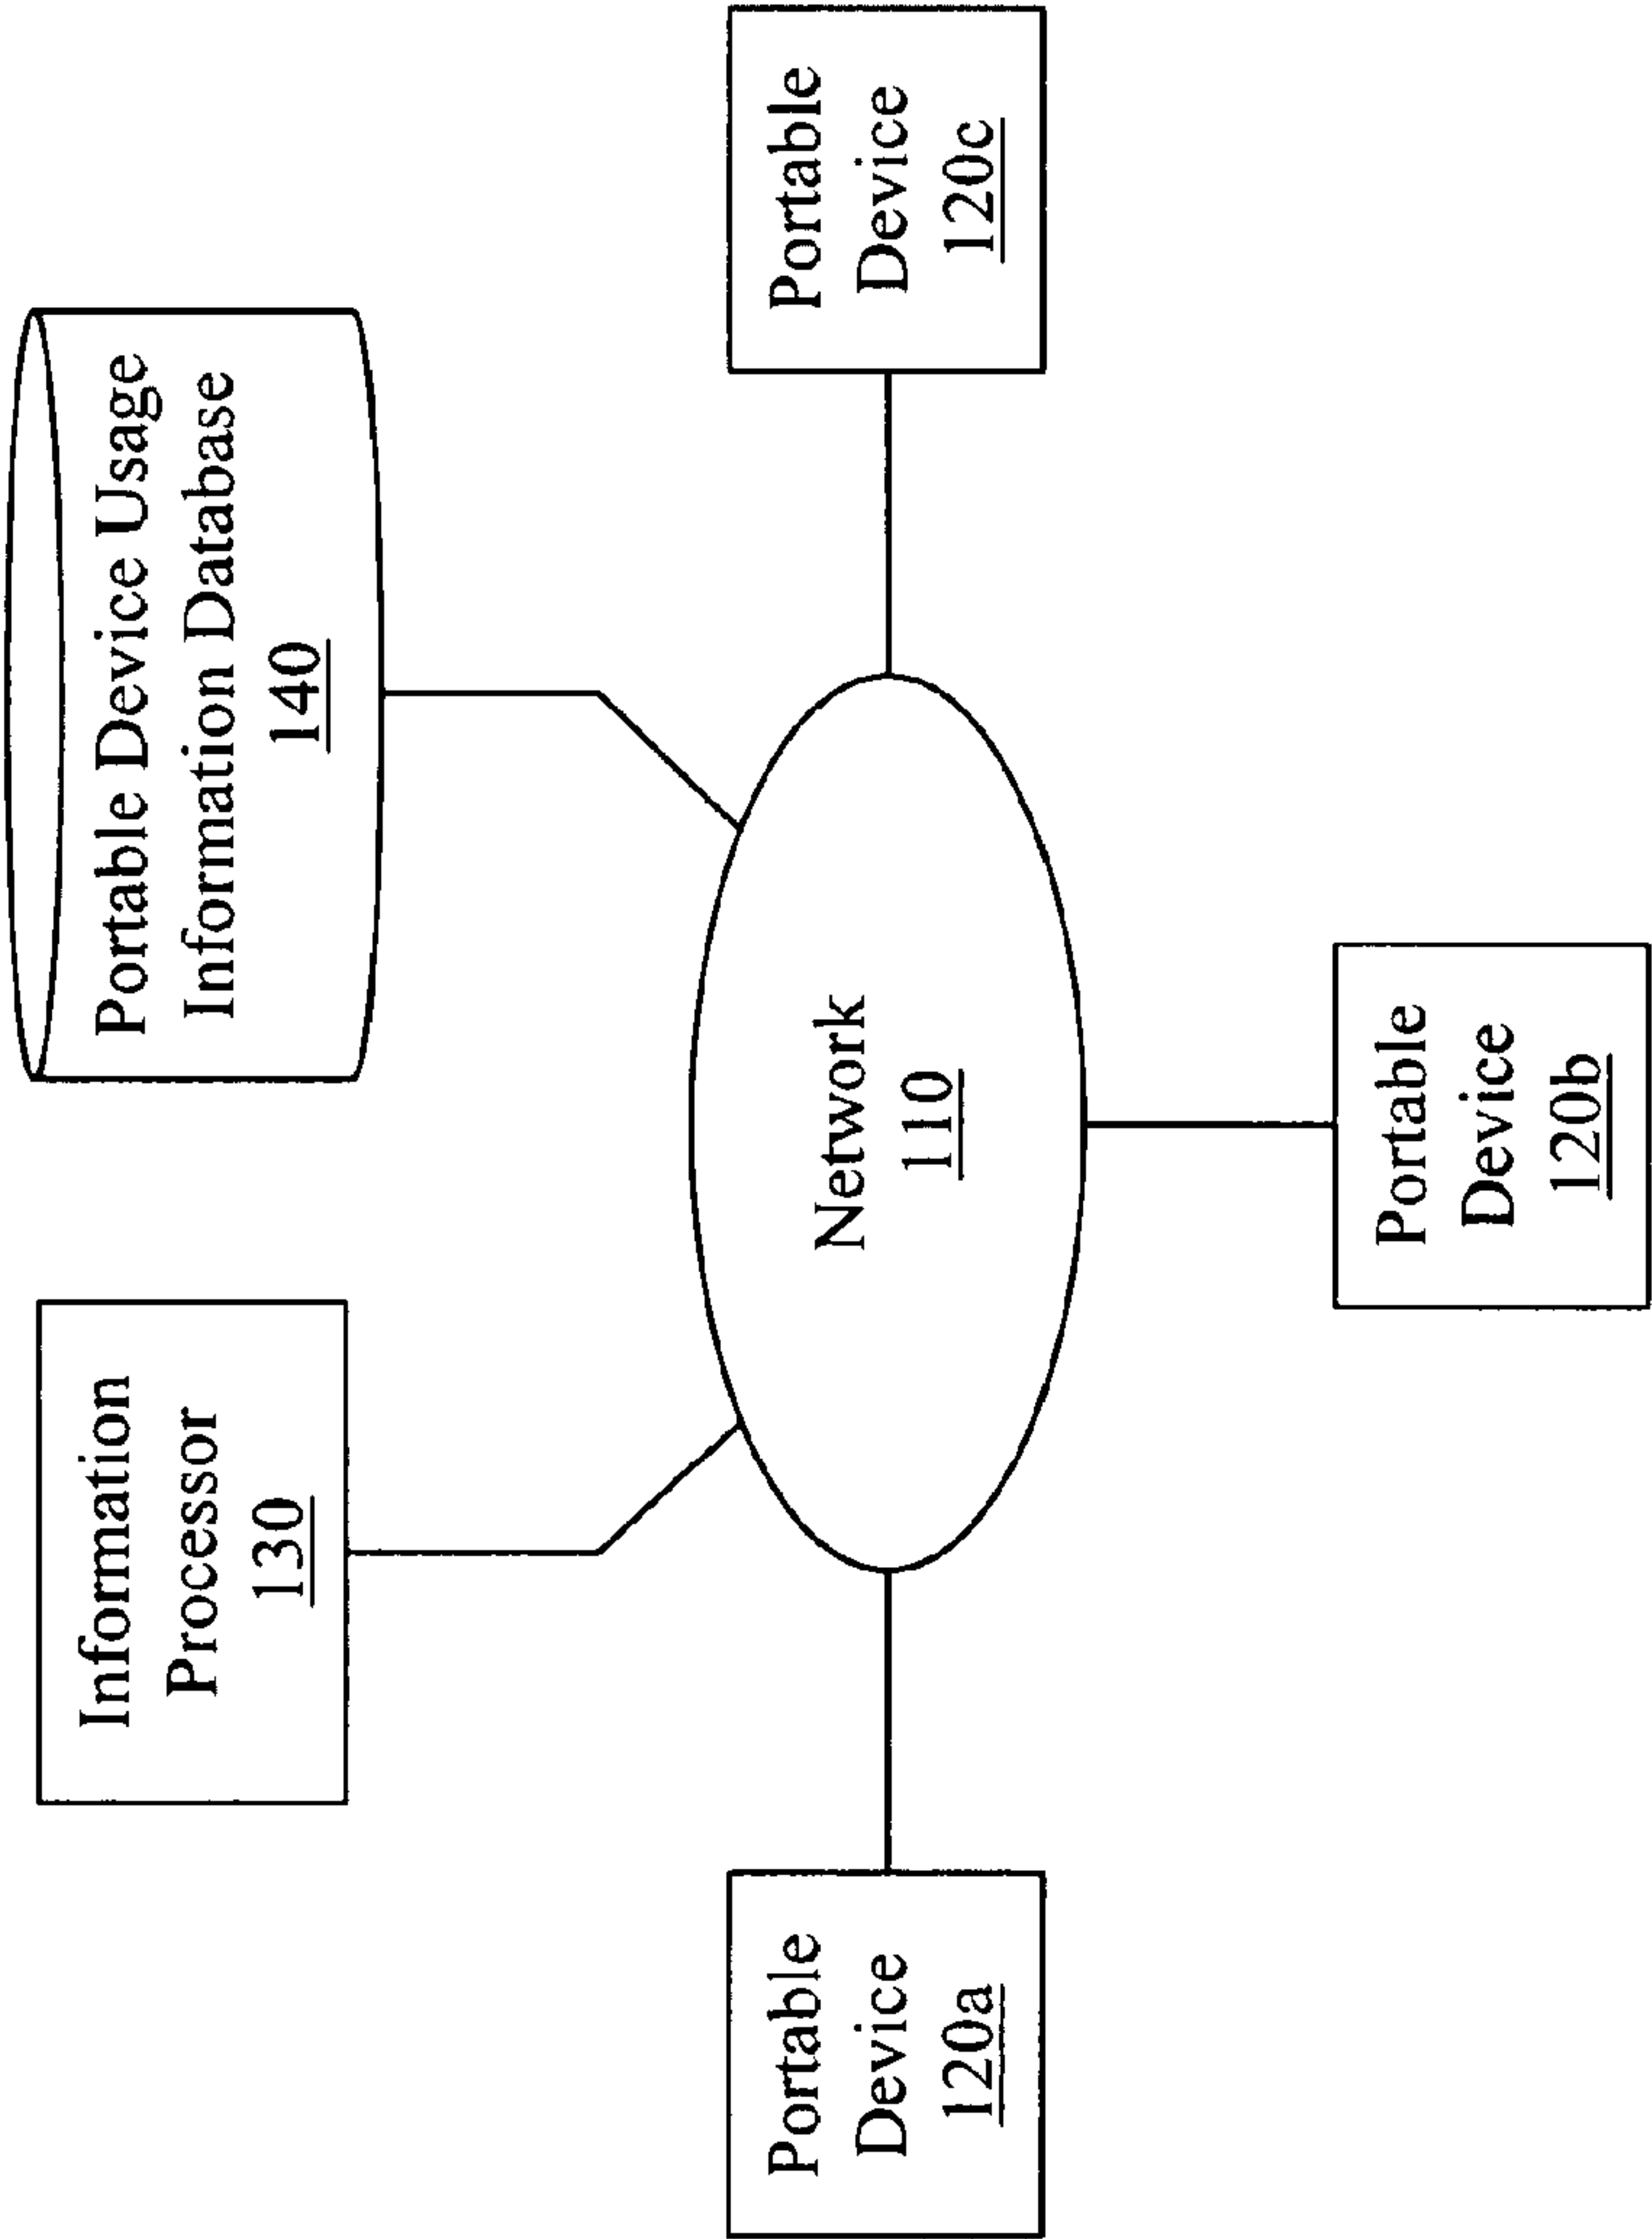 Information
Processor
130
Portable Device Usage
Information Database
140
Portable
Device
120a
Network
110
Portable
Device
120c
Portable
Device
120b